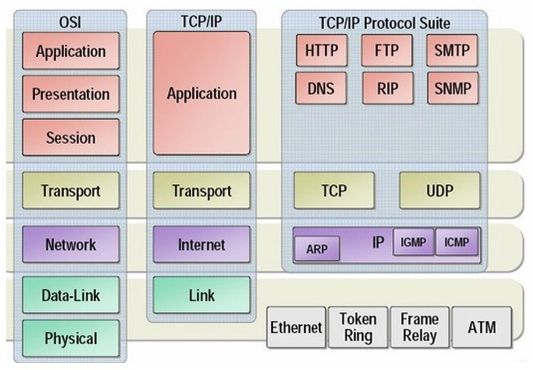 OSI
TCP/IP
TCP/IP Protocol Suite
Application
Presentation
Session
Transport
Network
Data-Link
Physical
Application
Transport
Internet
Link
HTTP
FTP
SMTP
DNS
RIP
SNMP
TCP
UDP
ARP
IP
IGMP
ICMP
Ethernet
Token
Ring
Frame
Relay
ATM